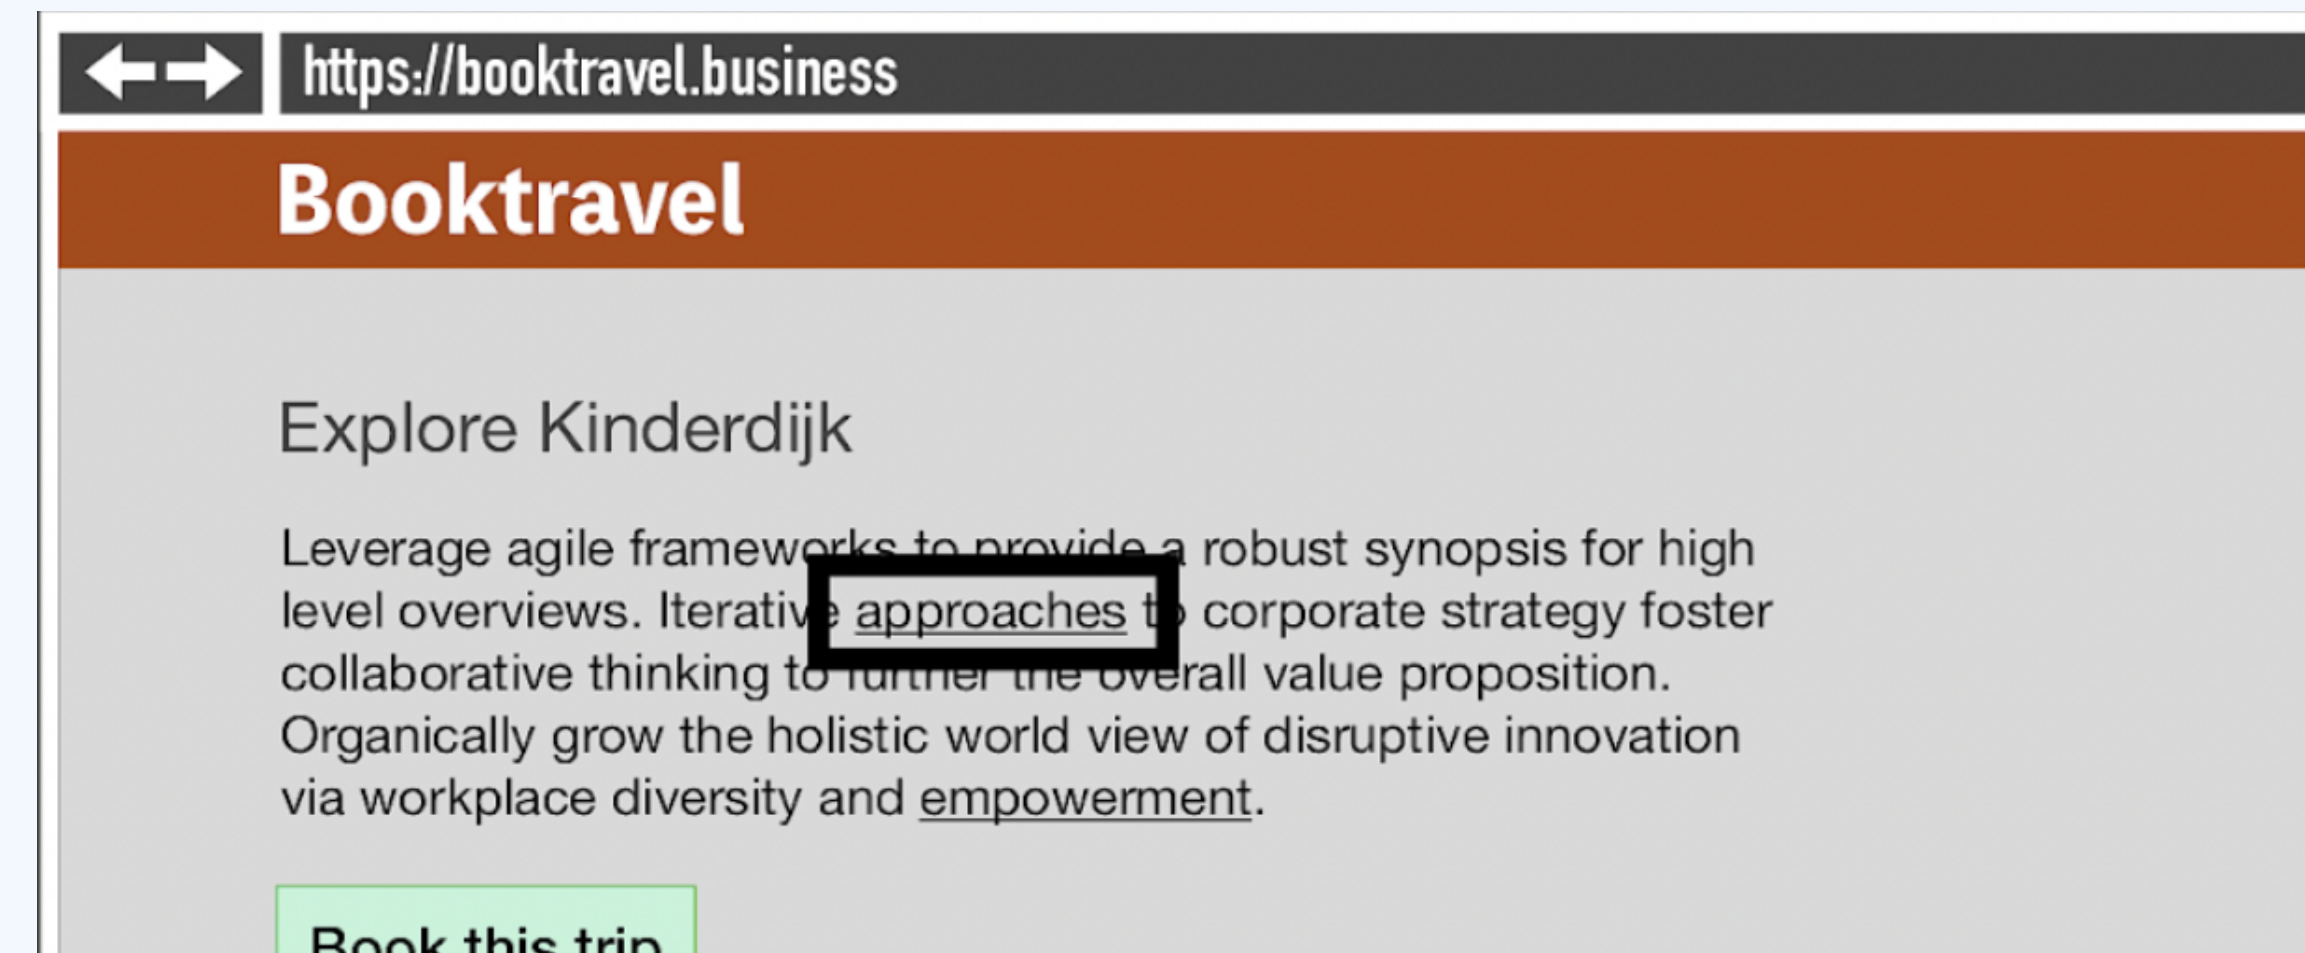 https://booktravel.business
Booktravel
Explore Kinderdijk
Leverage agile frameworks to provide a robust synopsis for high
level overviews. Iterative approaches to corporate strategy foster
collaborative thinking to further the overall value proposition.
Organically grow the holistic world view of disruptive innovation
via workplace diversity and empowerment.
Book this trip